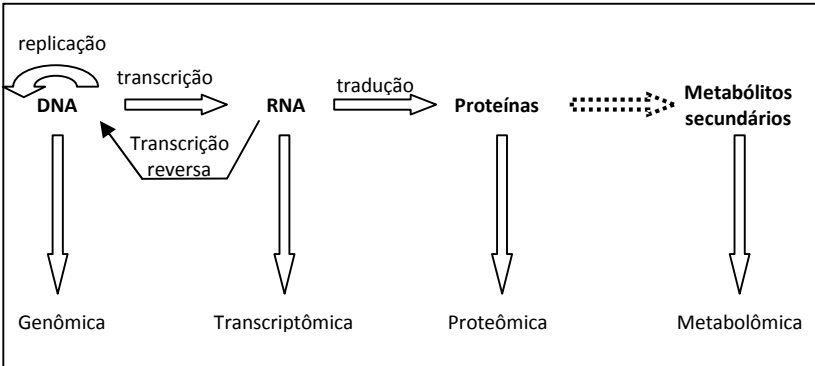 replicação
transcrição
tradução
DNA
RNA
Proteínas
Metabólitos
secundários
Transcrição
reversa
Genômica
Transcriptômica
Proteômica
Metabolômica